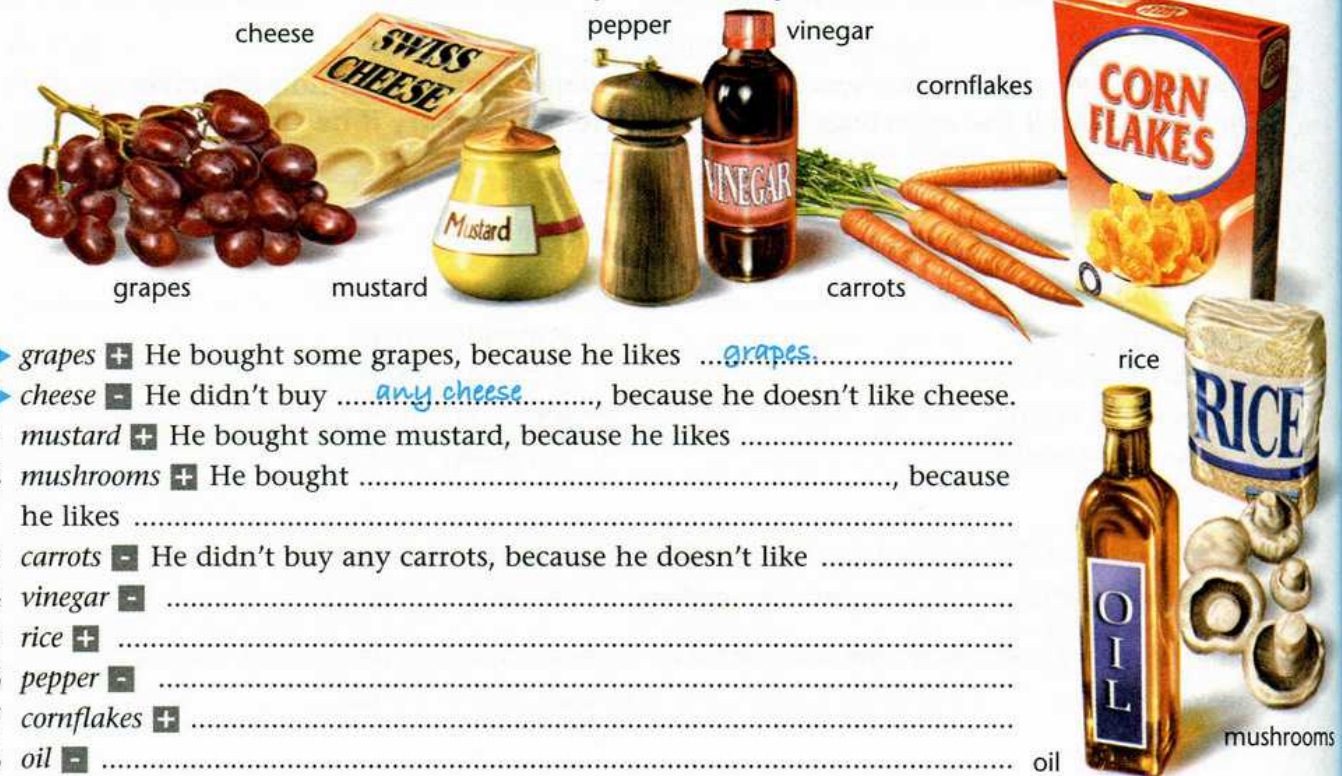 pepper
cheese
vinegar
SWISS
CHEESE
cornflakes
CORN
FLAKES
VINEGAR
Mustard
grapes
mustard
carrots
grapes + He bought some grapes, because he likes ...grapes.......................................
rice
cheese - He didn't buy .....any cheese.........., because he doesn't like cheese.
RICE
mustard + He bought some mustard, because he likes .......................................
mushrooms + He bought ............................................................................, because
he likes .............................................................................................................................
carrots - He didn't buy any carrots, because he doesn't like ...........................
vinegar - .........................................................................................................................
OIL
rice + ................................................................................................................................
pepper - ..........................................................................................................................
cornflakes + .....................................................................................................................
mushrooms
oil - ..................................................................................................................................
oil